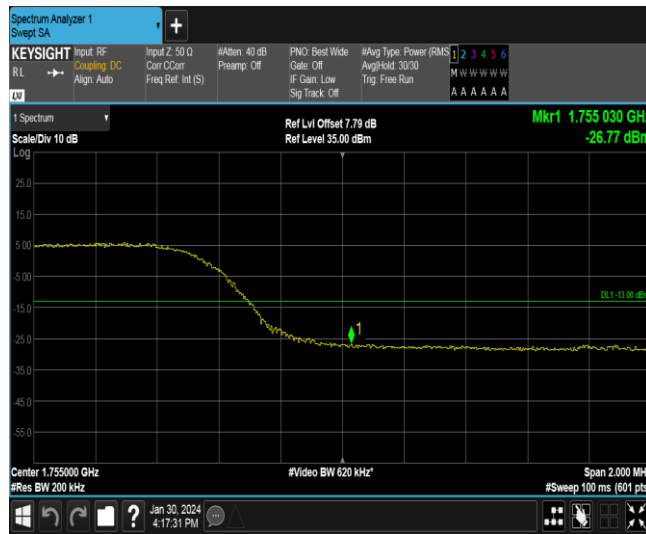 Spectrum Analyzer 1
Swept SA
+
KEYSIGHT
RL
LXI
Input: RF
Coupling: DC
Align: Auto
Input Z: 50 Ω
Corr CCorr
Freq Ref: Int (S)
#Atten: 40 dB
Preamp: Off
PNO: Best Wide
Gate: Off
IF Gain: Low
Sig Track: Off
#Avg Type: Power (RMS
Avg|Hold: 30/30
Trig: Free Run
1 2 3 4 5 6
M W W W W W
A A A A A A
1 Spectrum
Scale/Div 10 dB
Log
Ref Lvl Offset 7.79 dB
Ref Level 35.00 dBm
Mkr1 1.755 030 GH
-26.77 dBm
25.0
15.0
5.00
-5.00
-15.0
-25.0
-35.0
-45.0
-55.0
DL1 -13.00 dB
1
Center 1.755000 GHz
#Res BW 200 kHz
#Video BW 620 kHz*
Span 2.000 MH
#Sweep 100 ms (601 pts
?
Jan 30, 2024
4:17:31 PM